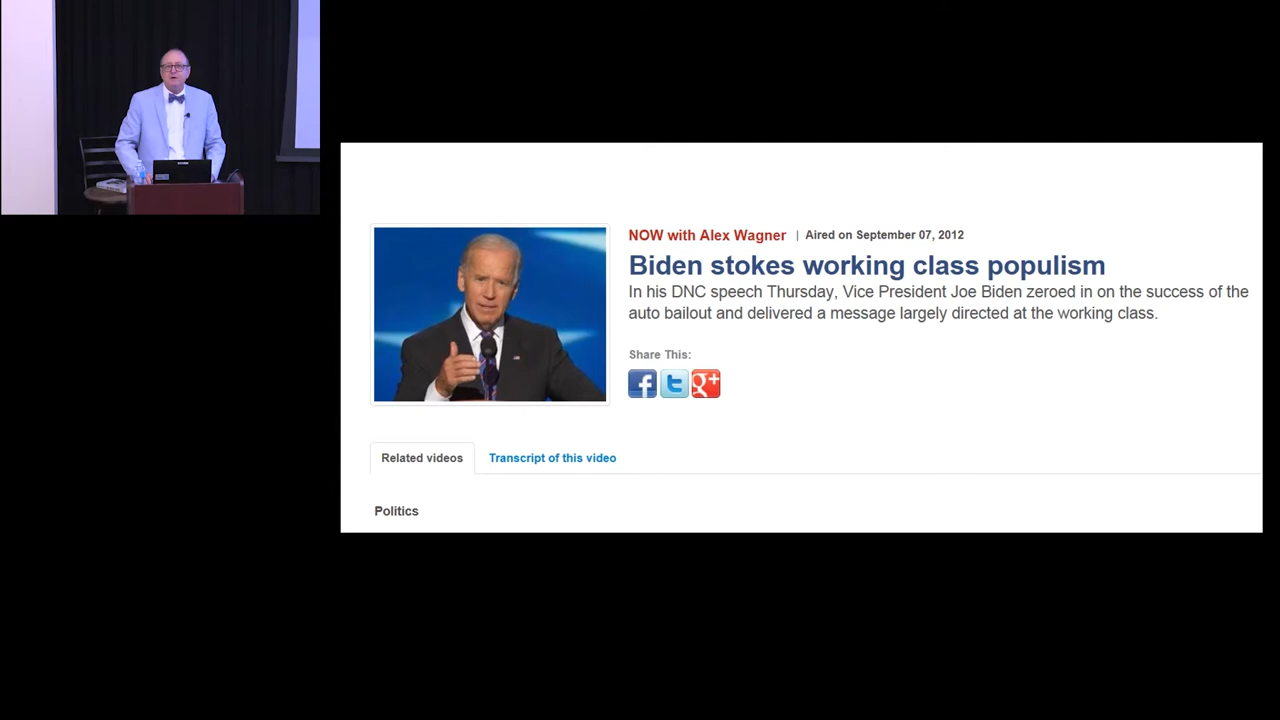 NOW with Alex Wagner | Aired on September 07, 2012
Biden stokes working class populism
In his DNC speech Thursday, Vice President Joe Biden zeroed in on the success of the
auto bailout and delivered a message largely directed at the working class.
Share This:
f t g+
Related videos Transcript of this video
Politics